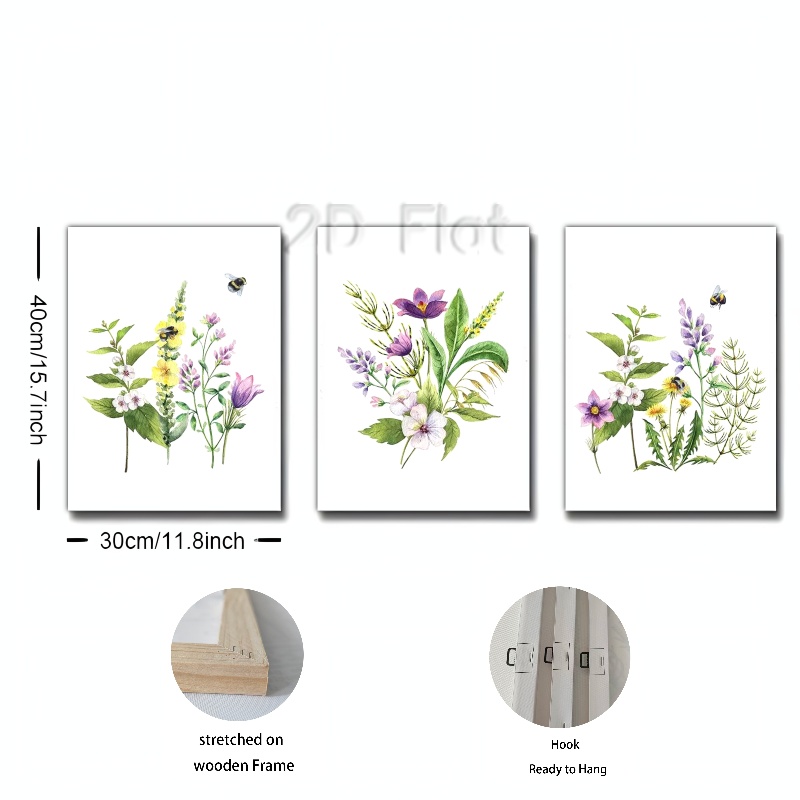 2D Flat
40cm/15.7inch
30cm/11.8inch
stretched on
wooden Frame
Hook
Ready to Hang